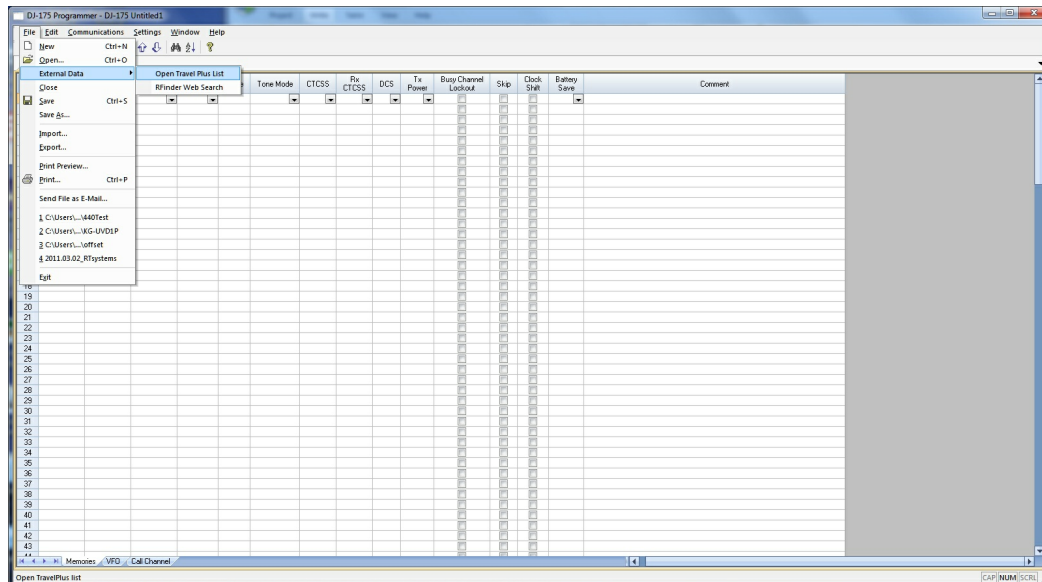 DJ-175 Programmer - DJ-175 Untitled1
File Edit Communications Settings Window Help
New Ctrl+N
Open... Ctrl+O
External Data
Open Travel Plus List
RFinder Web Search
Close
Save Ctrl+S
Save As...
Import...
Export...
Print Preview...
Print... Ctrl+P
Send File as E-Mail...
1 C:\Users\...\440Test
2 C:\Users\...\KG-UVD1P
3 C:\Users\...\offset
4 2011.03.02_RTsystems
Exit
Tone Mode CTCSS Rx CTCSS DCS Tx Power Busy Channel Lockout Skip Clock Shift Battery Save Comment
18
19
20
21
22
23
24
25
26
27
28
29
30
31
32
33
34
35
36
37
38
39
40
41
42
43
44
Memories VFO Call Channel
Open TravelPlus list CAP NUM SCRL